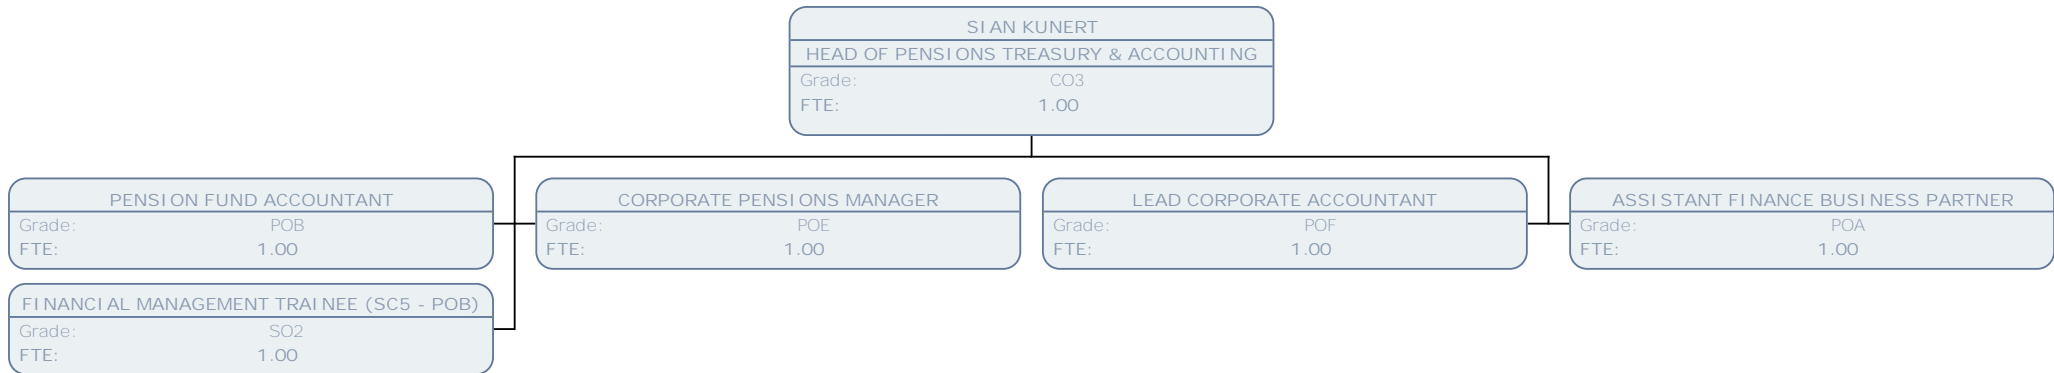 SIAN KUNERT
HEAD OF PENSIONS TREASURY & ACCOUNTING
Grade: CO3
FTE: 1.00
PENSION FUND ACCOUNTANT
Grade: POB
FTE: 1.00
CORPORATE PENSIONS MANAGER
Grade: POE
FTE: 1.00
LEAD CORPORATE ACCOUNTANT
Grade: POF
FTE: 1.00
ASSISTANT FINANCE BUSINESS PARTNER
Grade: POA
FTE: 1.00
FINANCIAL MANAGEMENT TRAINEE (SC5 - POB)
Grade: SO2
FTE: 1.00